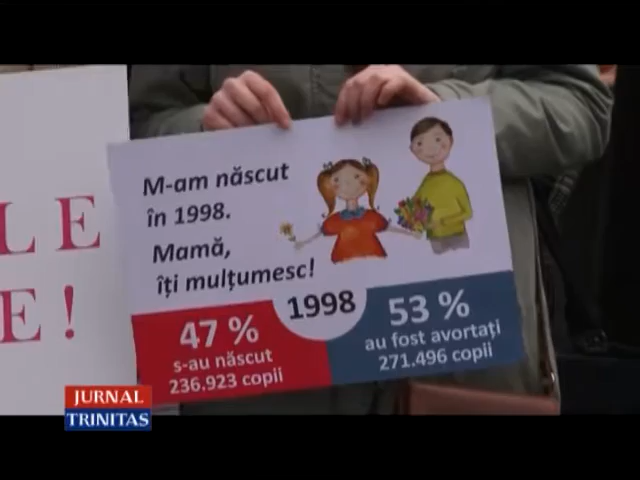 LE
E!
M-am născut
în 1998.
Mamă,
îți mulțumesc!
1998
47 %
s-au născut
236.923 copii
53 %
au fost avortați
271.496 copii
JURNAL
TRINITAS